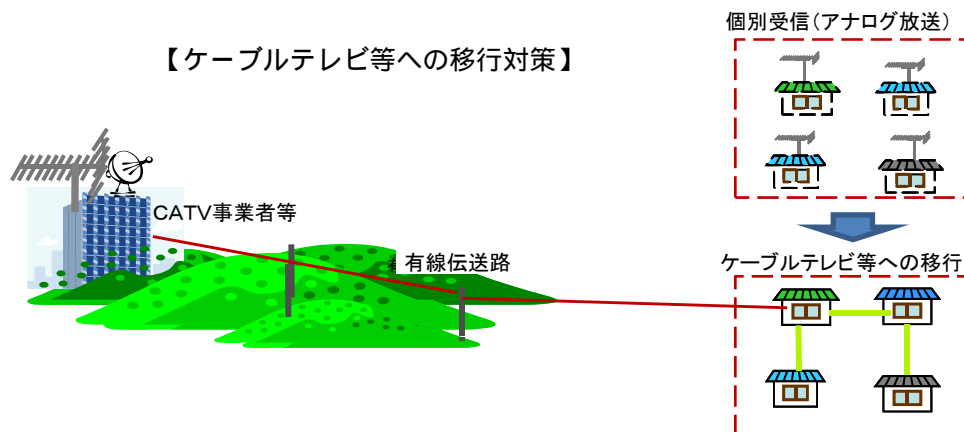 個別受信(アナログ放送)
【ケーブルテレビ等への移行対策】
CATV事業者等
有線伝送路
ケーブルテレビ等への移行